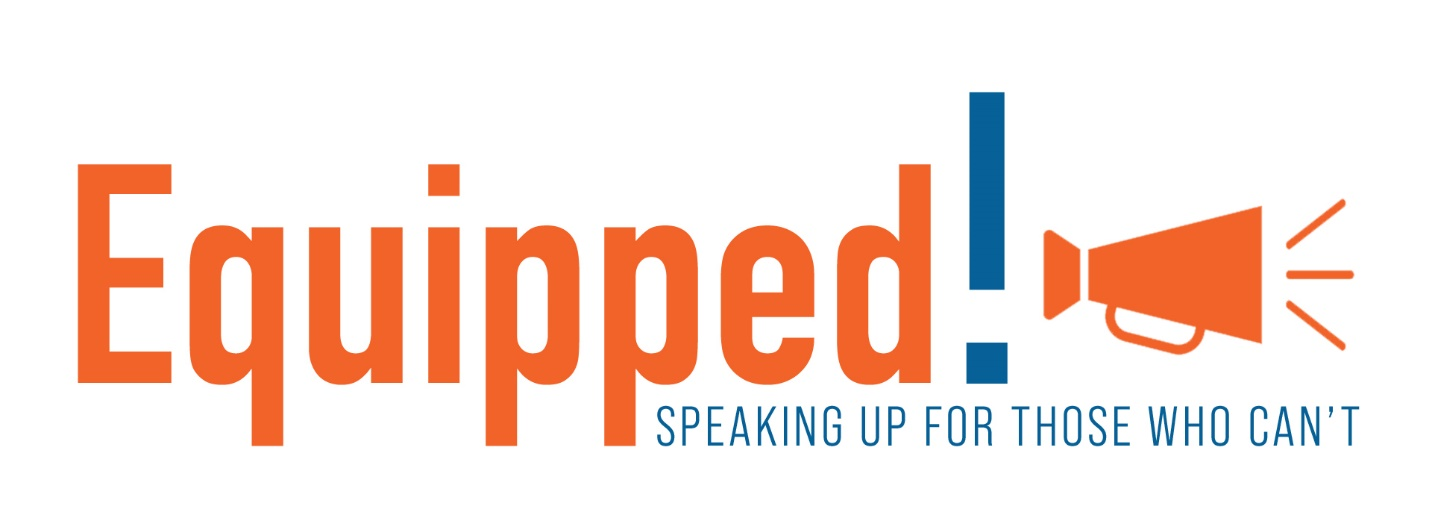 Equipped!
SPEAKING UP FOR THOSE WHO CAN'T